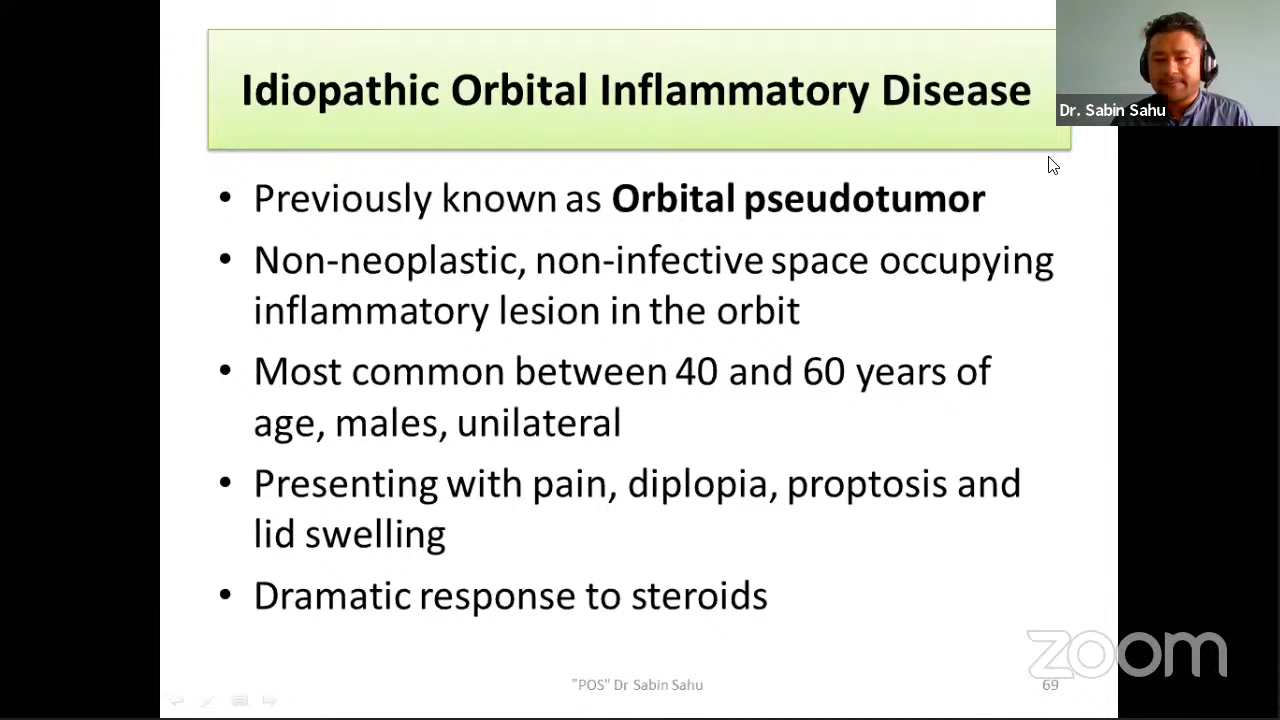 Idiopathic Orbital Inflammatory Disease
Dr. Sabin Sahu
• Previously known as Orbital pseudotumor
• Non-neoplastic, non-infective space occupying
inflammatory lesion in the orbit
• Most common between 40 and 60 years of
age, males, unilateral
• Presenting with pain, diplopia, proptosis and
lid swelling
• Dramatic response to steroids
zoom
"POS" Dr Sabin Sahu
69